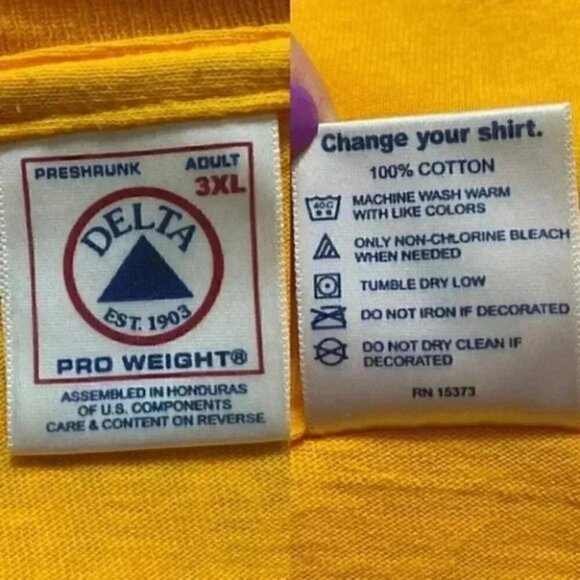 PRESHRUNK
ADULT
3XL
DELTA
EST. 1903
PRO WEIGHT®
ASSEMBLED IN HONDURAS
OF U.S. COMPONENTS
CARE & CONTENT ON REVERSE
Change your shirt.
100% COTTON
40C
MACHINE WASH WARM
WITH LIKE COLORS
ONLY NON-CHLORINE BLEACH
WHEN NEEDED
TUMBLE DRY LOW
DO NOT IRON IF DECORATED
DO NOT DRY CLEAN IF
DECORATED
RN 15373